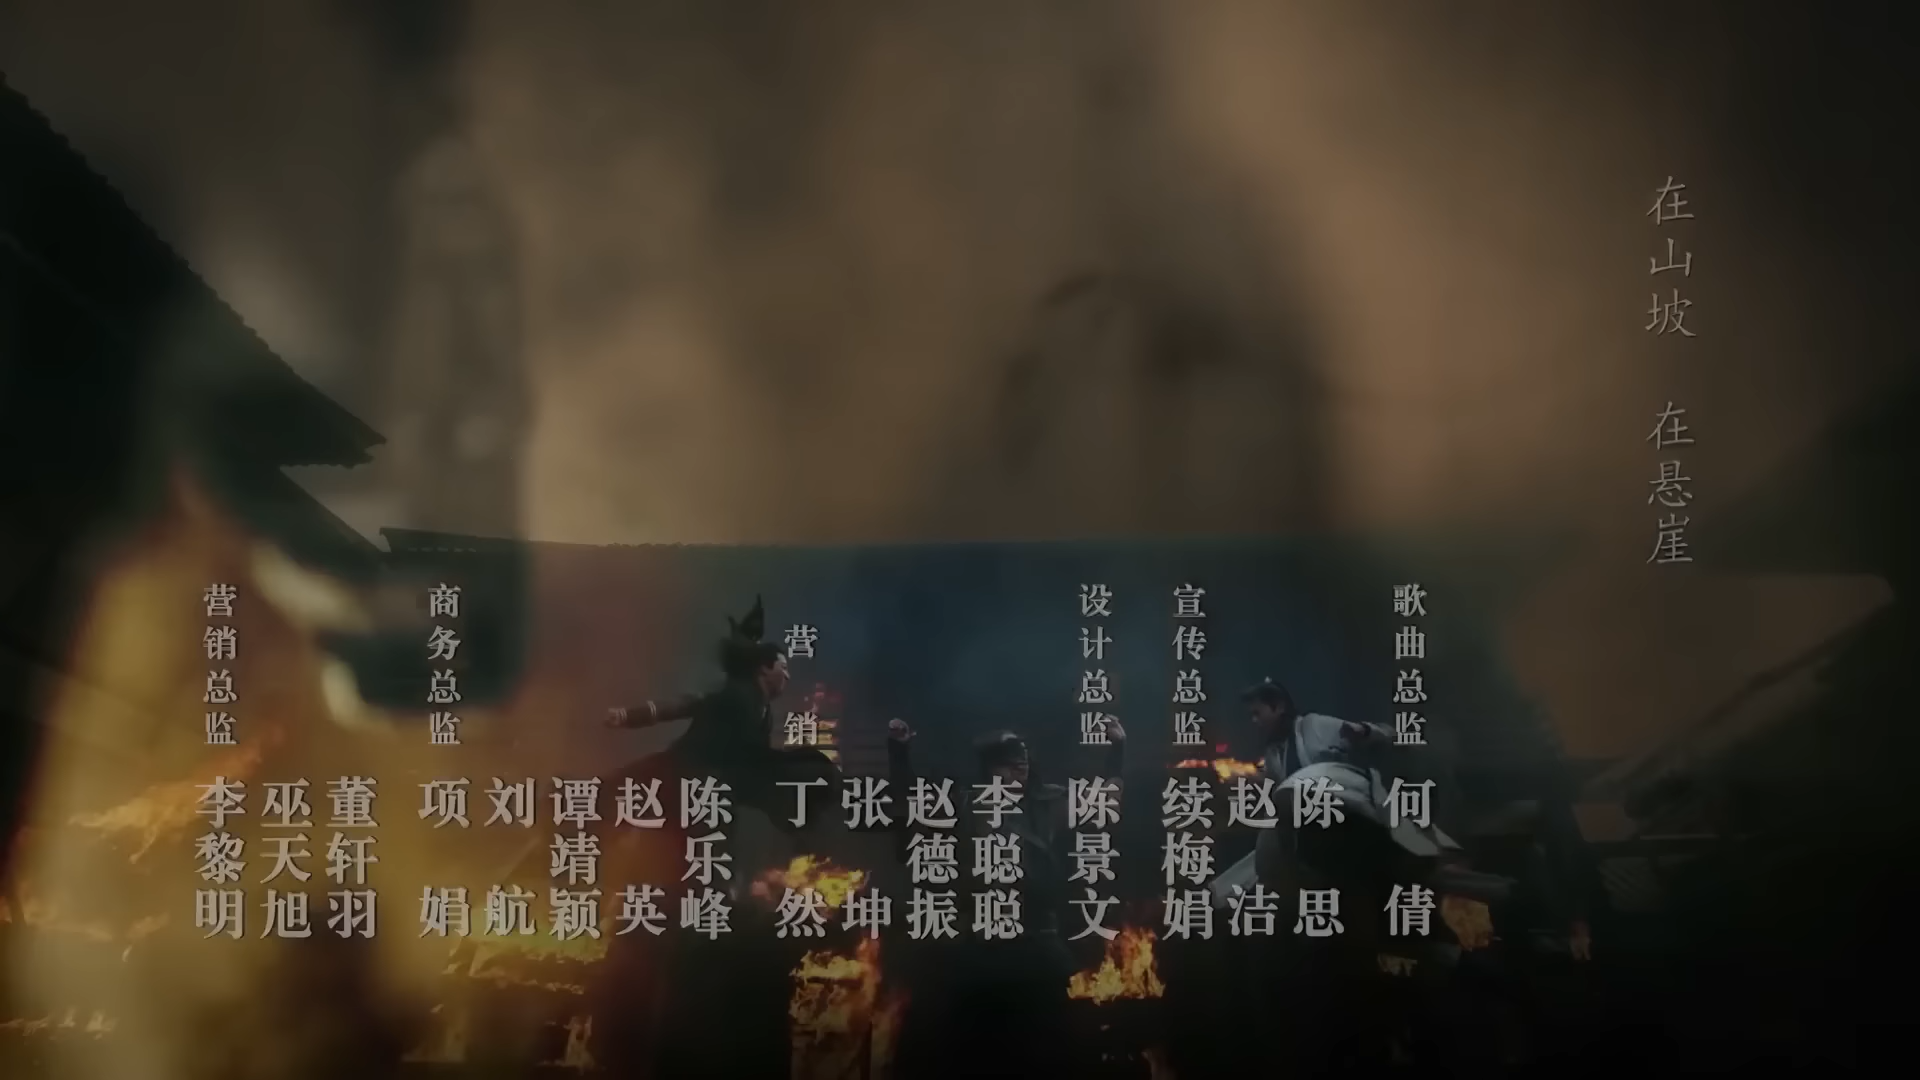 在山坡 在悬崖
歌曲总监
何倩
宣传总监
陈思
赵洁
续梅娟
设计总监
陈景文
营销
李聪聪
赵德振
张坤
丁然
商务总监
陈乐峰
赵英
谭靖颖
刘航
项娟
营销总监
董轩羽
巫天旭
李黎明